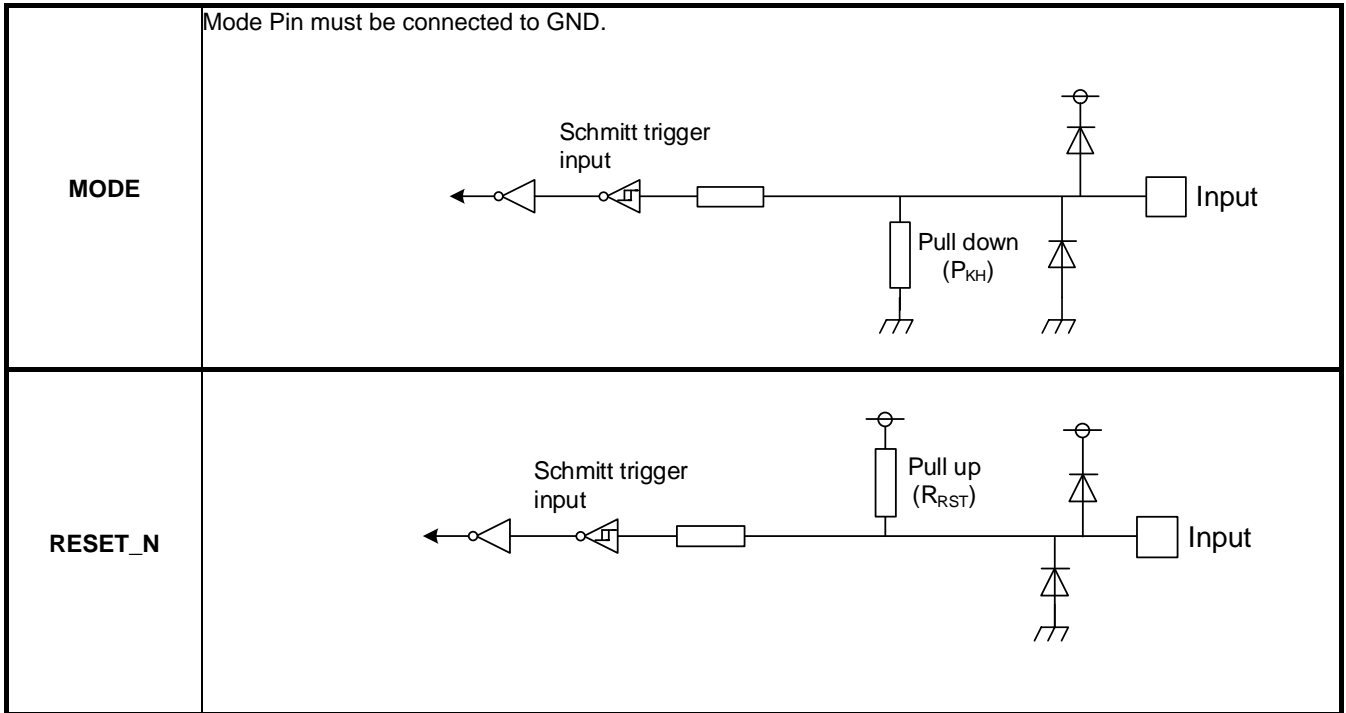 Mode Pin must be connected to GND.
MODE
Schmitt trigger
input
Input
Pull down
(PKH)
RESET_N
Schmitt trigger
input
Pull up
(RRST)
Input